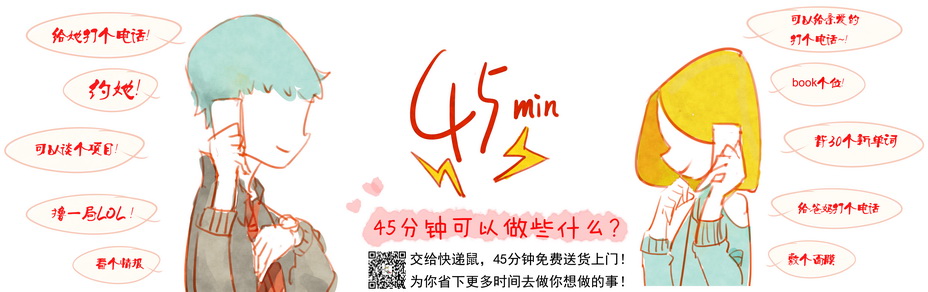 给她打个电话!
约她!
可以谈个项目!
撸一局LOL!
看个情报
45min
45分钟可以做些什么?
交给快递鼠，45分钟免费送货上门!
为你省下更多时间去做你想做的事!
可以给亲爱的
打个电话~!
book个位!
背30个新单词
给爸妈打个电话
敷个面膜